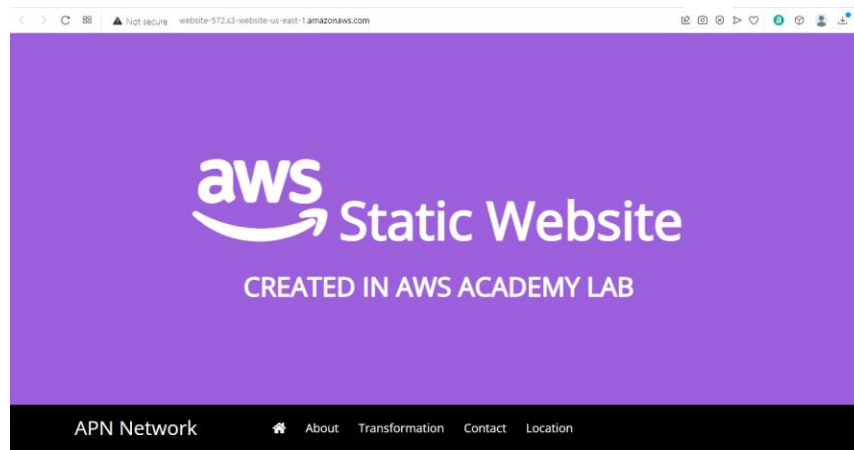 Not secure website-572.s3-website-us-east-1.amazonaws.com
aws
Static Website
CREATED IN AWS ACADEMY LAB
APN Network About Transformation Contact Location